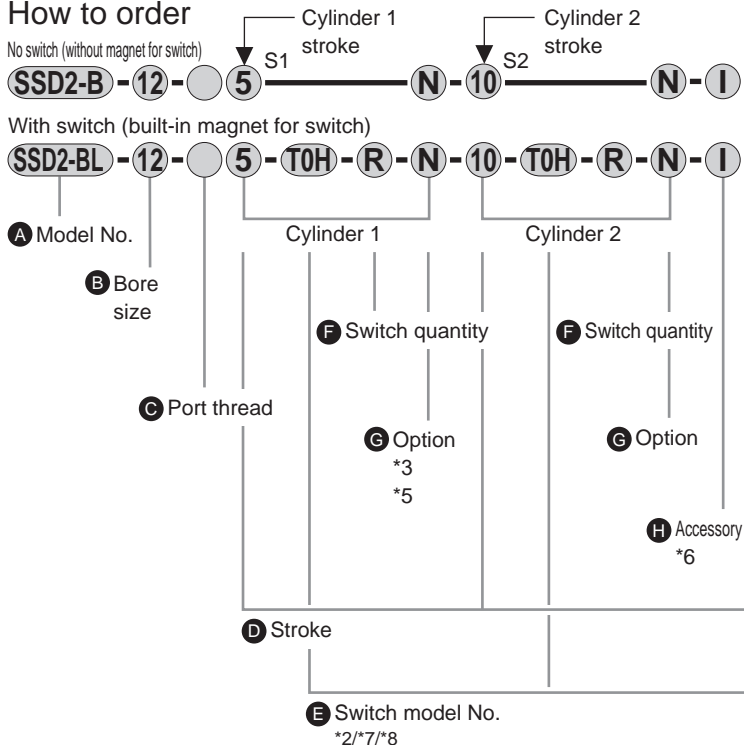 How to order
Cylinder 1 stroke
Cylinder 2 stroke
No switch (without magnet for switch)
S1
S2
SSD2-B - 12 - 5 N - 10 N - I
With switch (built-in magnet for switch)
SSD2-BL - 12 - 5 - T0H - R - N - 10 - T0H - R - N - I
A Model No.
Cylinder 1
Cylinder 2
B Bore
size
F Switch quantity
F Switch quantity
C Port thread
G Option
*3
*5
G Option
H Accessory
*6
D Stroke
E Switch model No.
*2/*7/*8